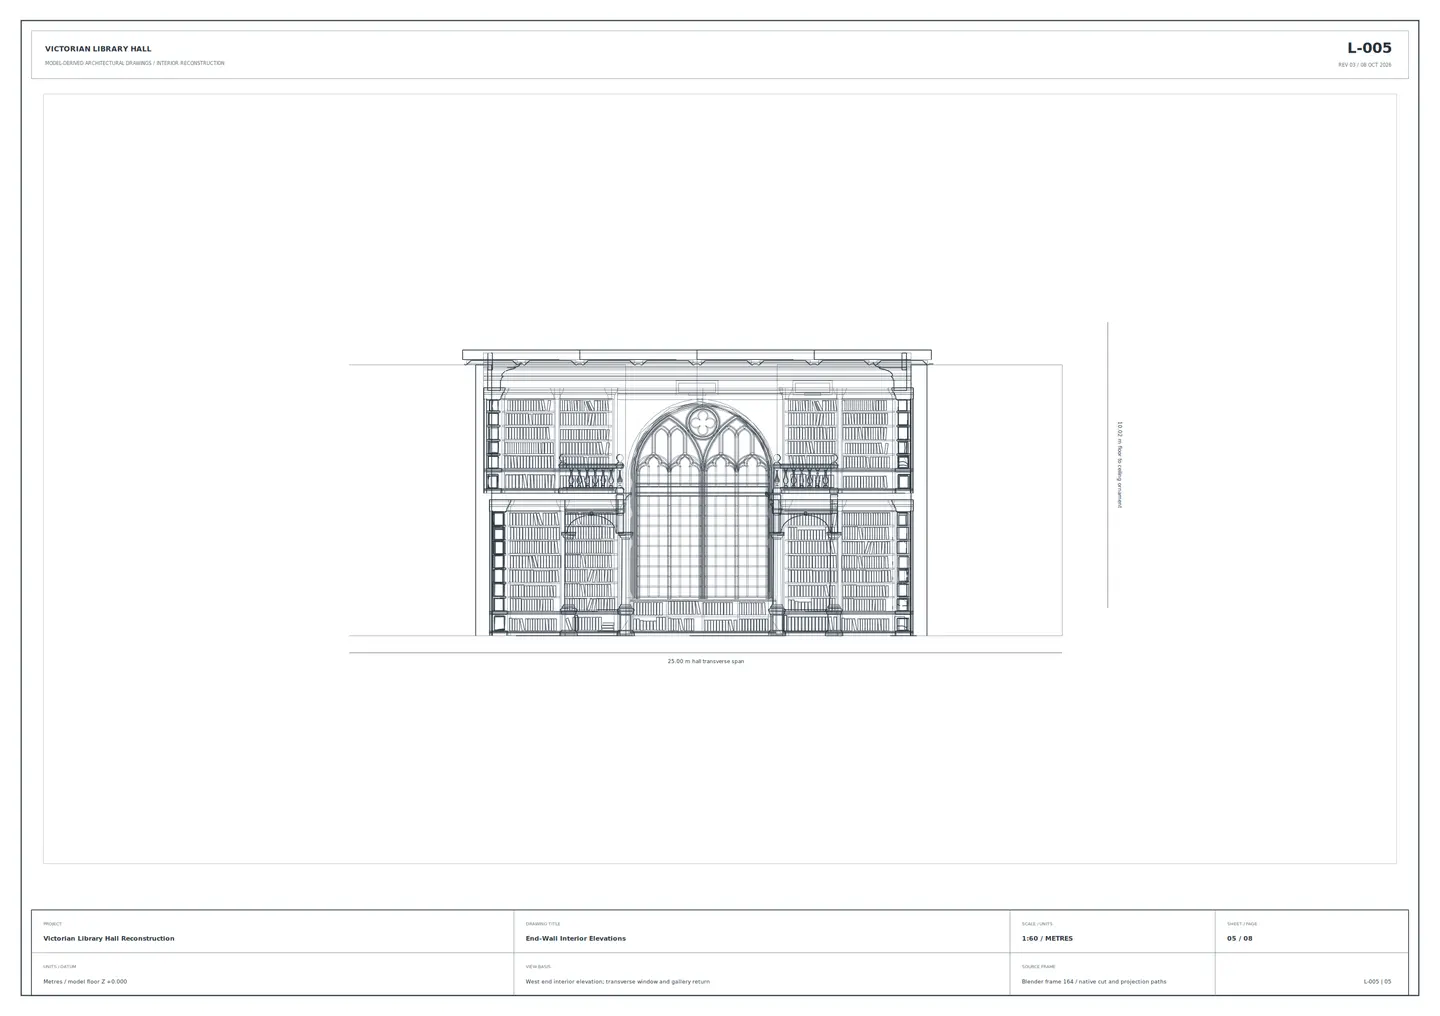 VICTORIAN LIBRARY HALL
L-005
MODEL-DERIVED ARCHITECTURAL DRAWINGS / INTERIOR RECONSTRUCTION
REV 03 / 08 OCT 2026
10.02 m floor to ceiling ornament
25.00 m hall transverse span
PROJECT
Victorian Library Hall Reconstruction
DRAWING TITLE
End-Wall Interior Elevations
SCALE / UNITS
1:60 / METRES
SHEET / PAGE
05 / 08
UNITS / DATUM
Metres / model floor Z +0.000
VIEW BASIS
West end interior elevation; transverse window and gallery return
SOURCE FRAME
Blender frame 164 / native cut and projection paths
L-005 | 05